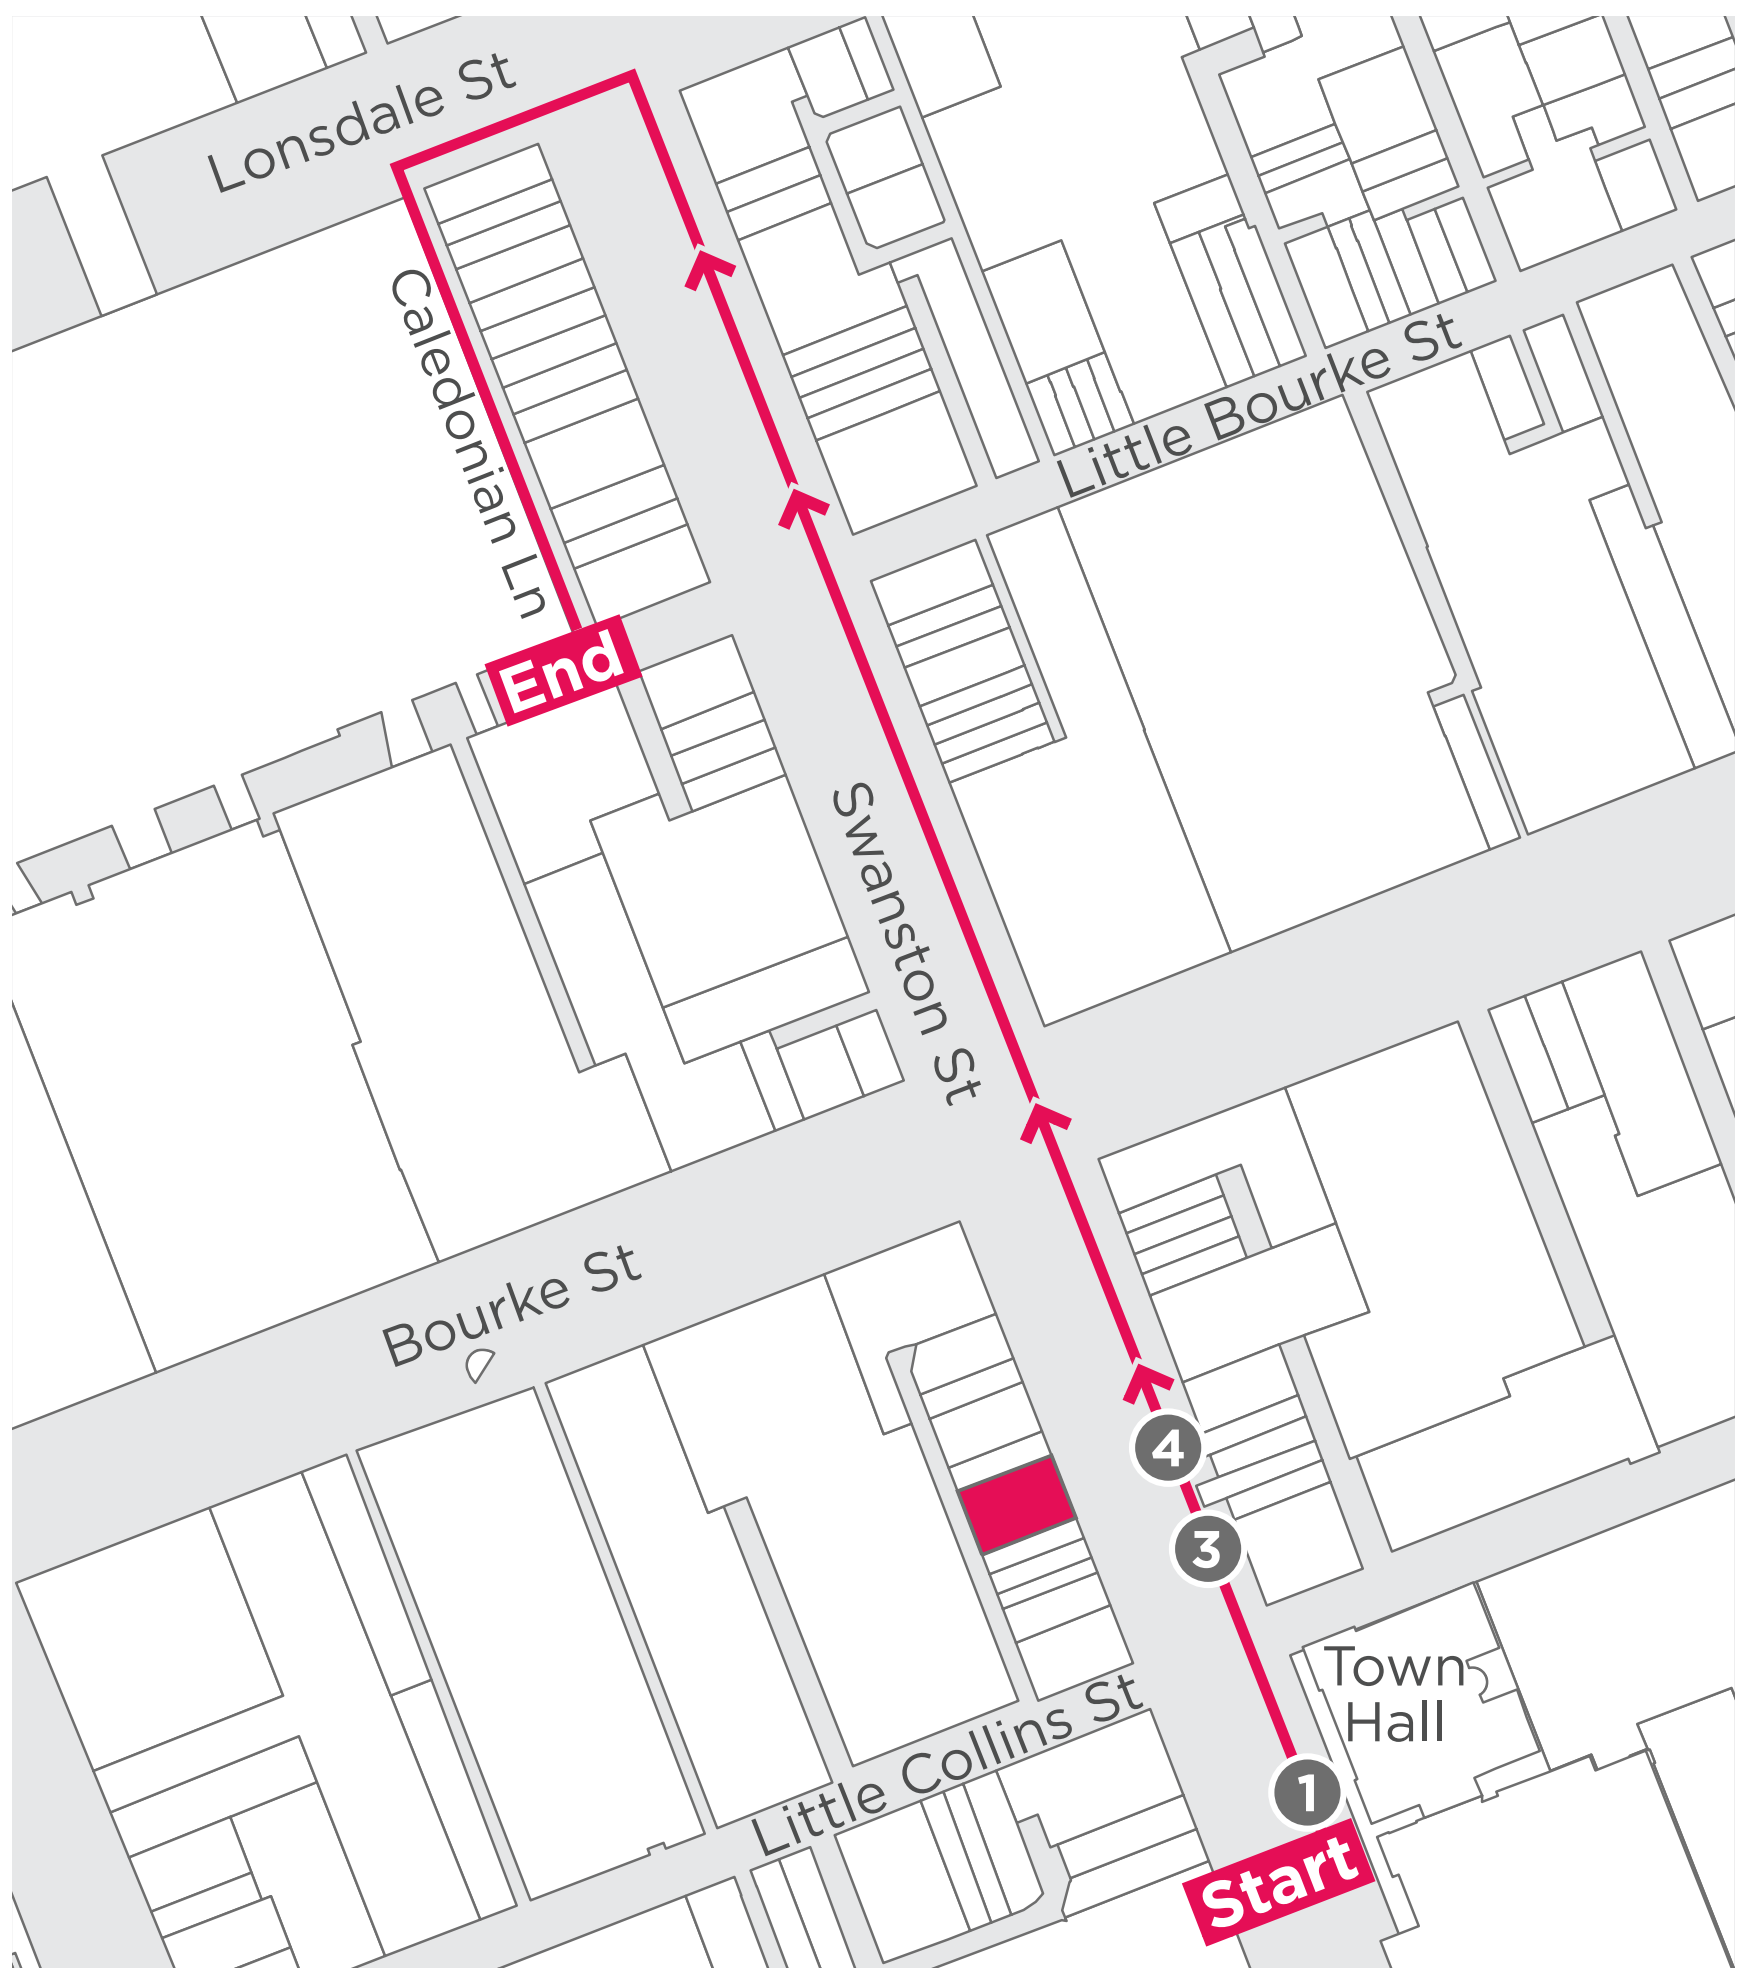 Lonsdale St
Caledonian Ln
Little Bourke St
End
Swanston St
Bourke St
4
3
Town
Hall
Little Collins St
1
Start